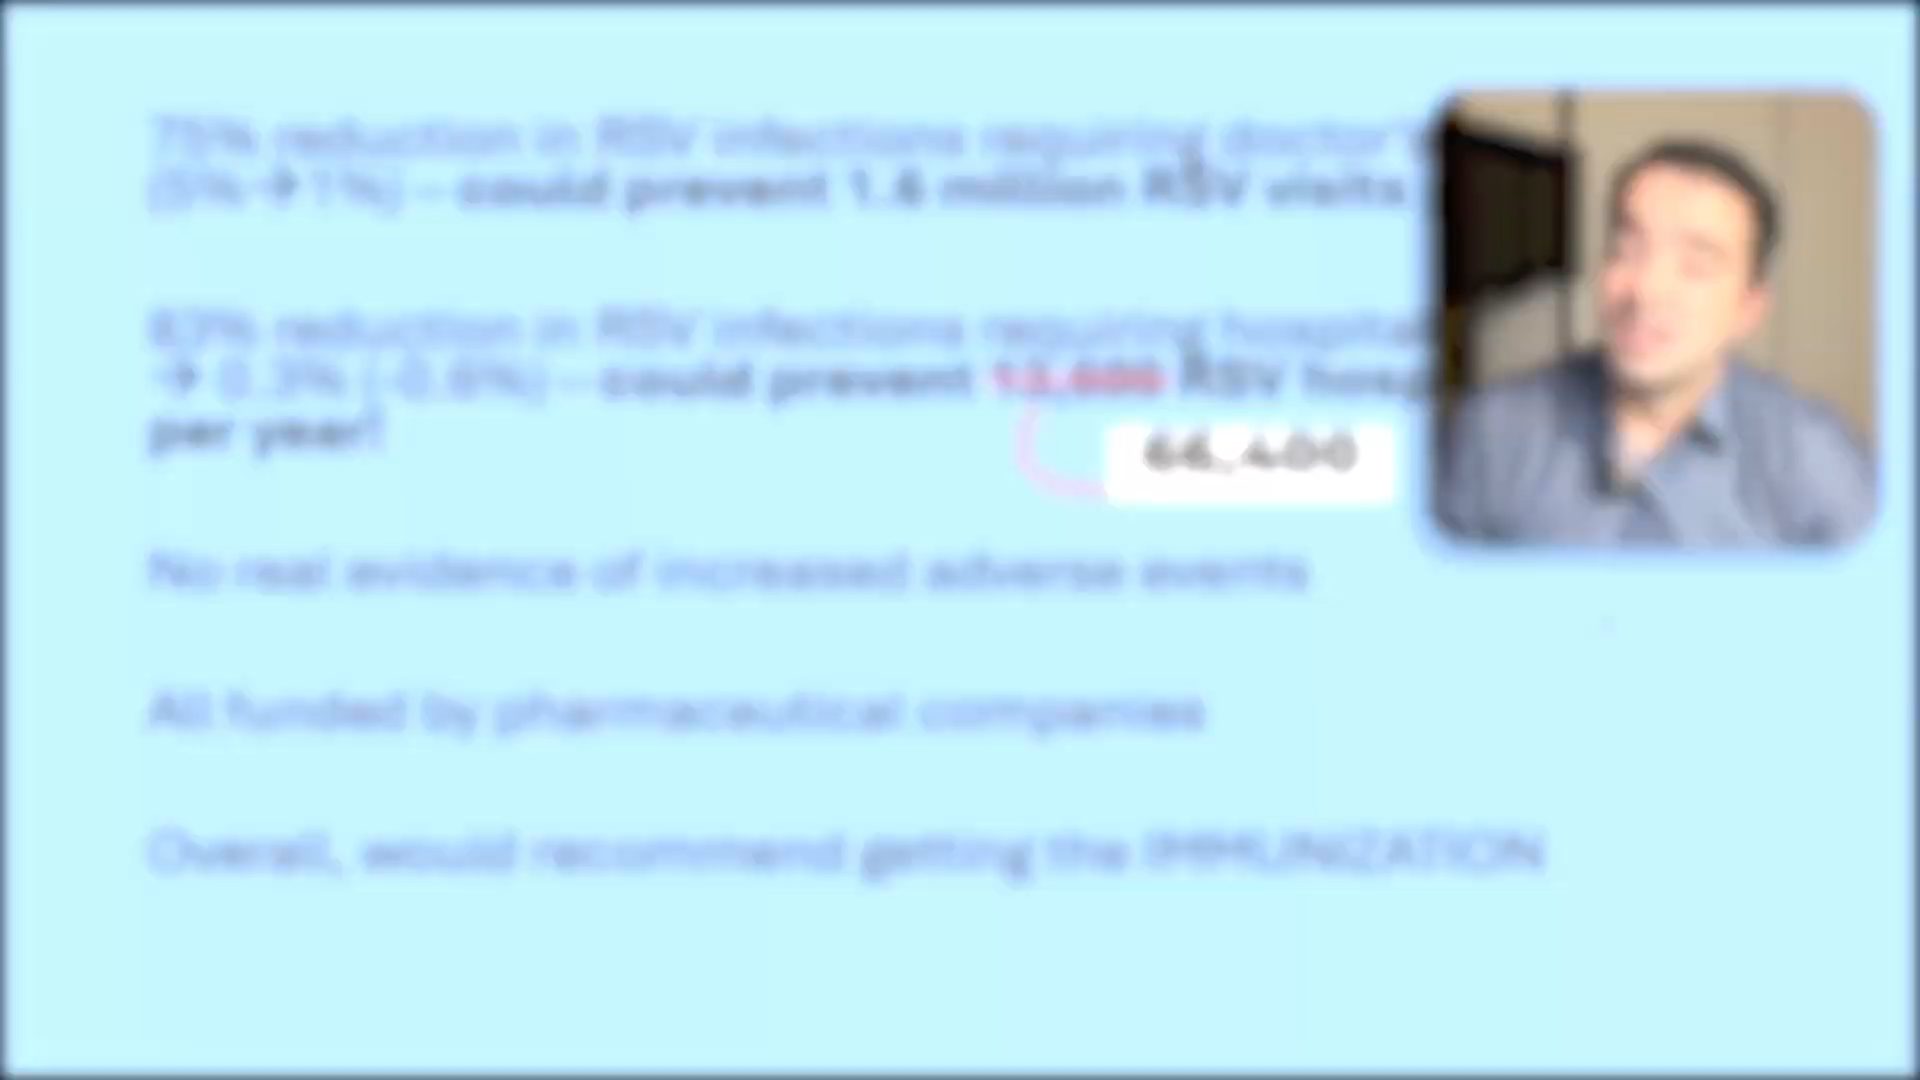 75% reduction in RSV infections requiring doctor's
(5% → 1%) – could prevent 1.6 million RSV visits
83% reduction in RSV infections requiring
→ 0.3% (-0.8%) – could prevent RSV
66,400
per year!
No real evidence of increased adverse events
All funded by pharmaceutical companies
Overall, would recommend getting the IMMUNIZATION